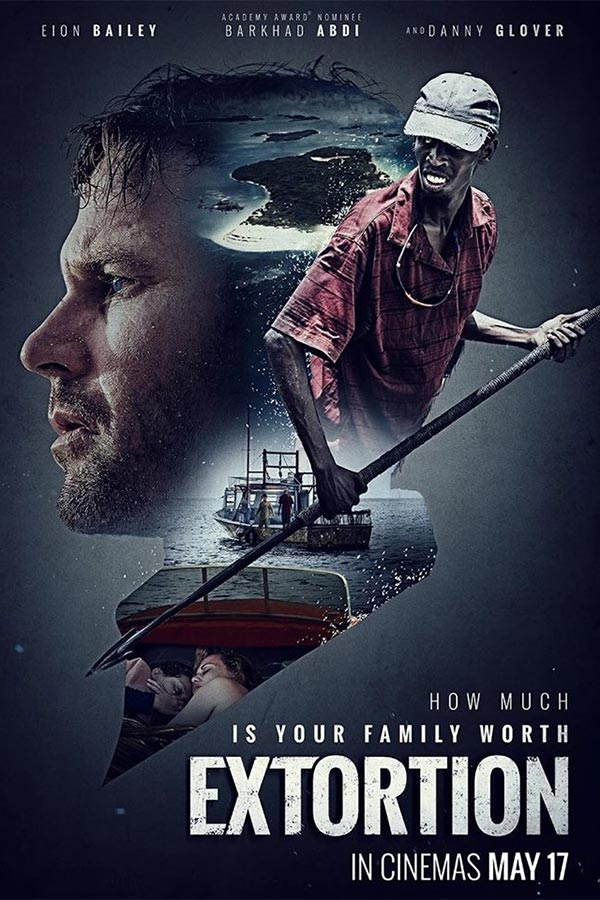 EION BAILEY
ACADEMY AWARD® NOMINEE
BARKHAD ABDI
AND DANNY GLOVER
HOW MUCH
IS YOUR FAMILY WORTH
EXTORTION
IN CINEMAS MAY 17